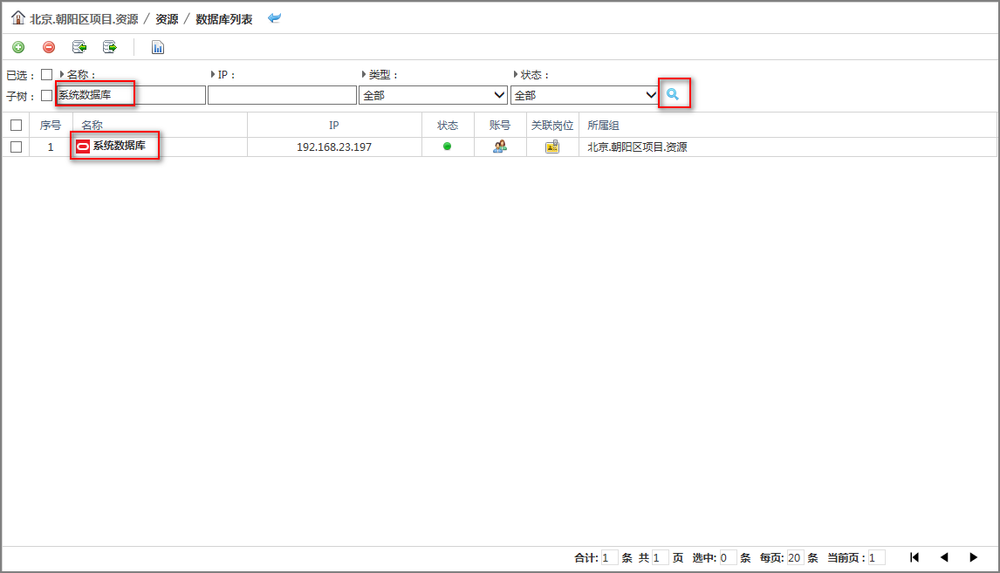 北京.朝阳区项目.资源 / 资源 / 数据库列表
已选： 名称： IP： 类型： 状态：
子树： 系统数据库 全部 全部
序号 名称 IP 状态 账号 关联岗位 所属组
1 系统数据库 192.168.23.197 北京.朝阳区项目.资源
合计: 1 条 共 1 页 选中: 0 条 每页: 20 条 当前页：1